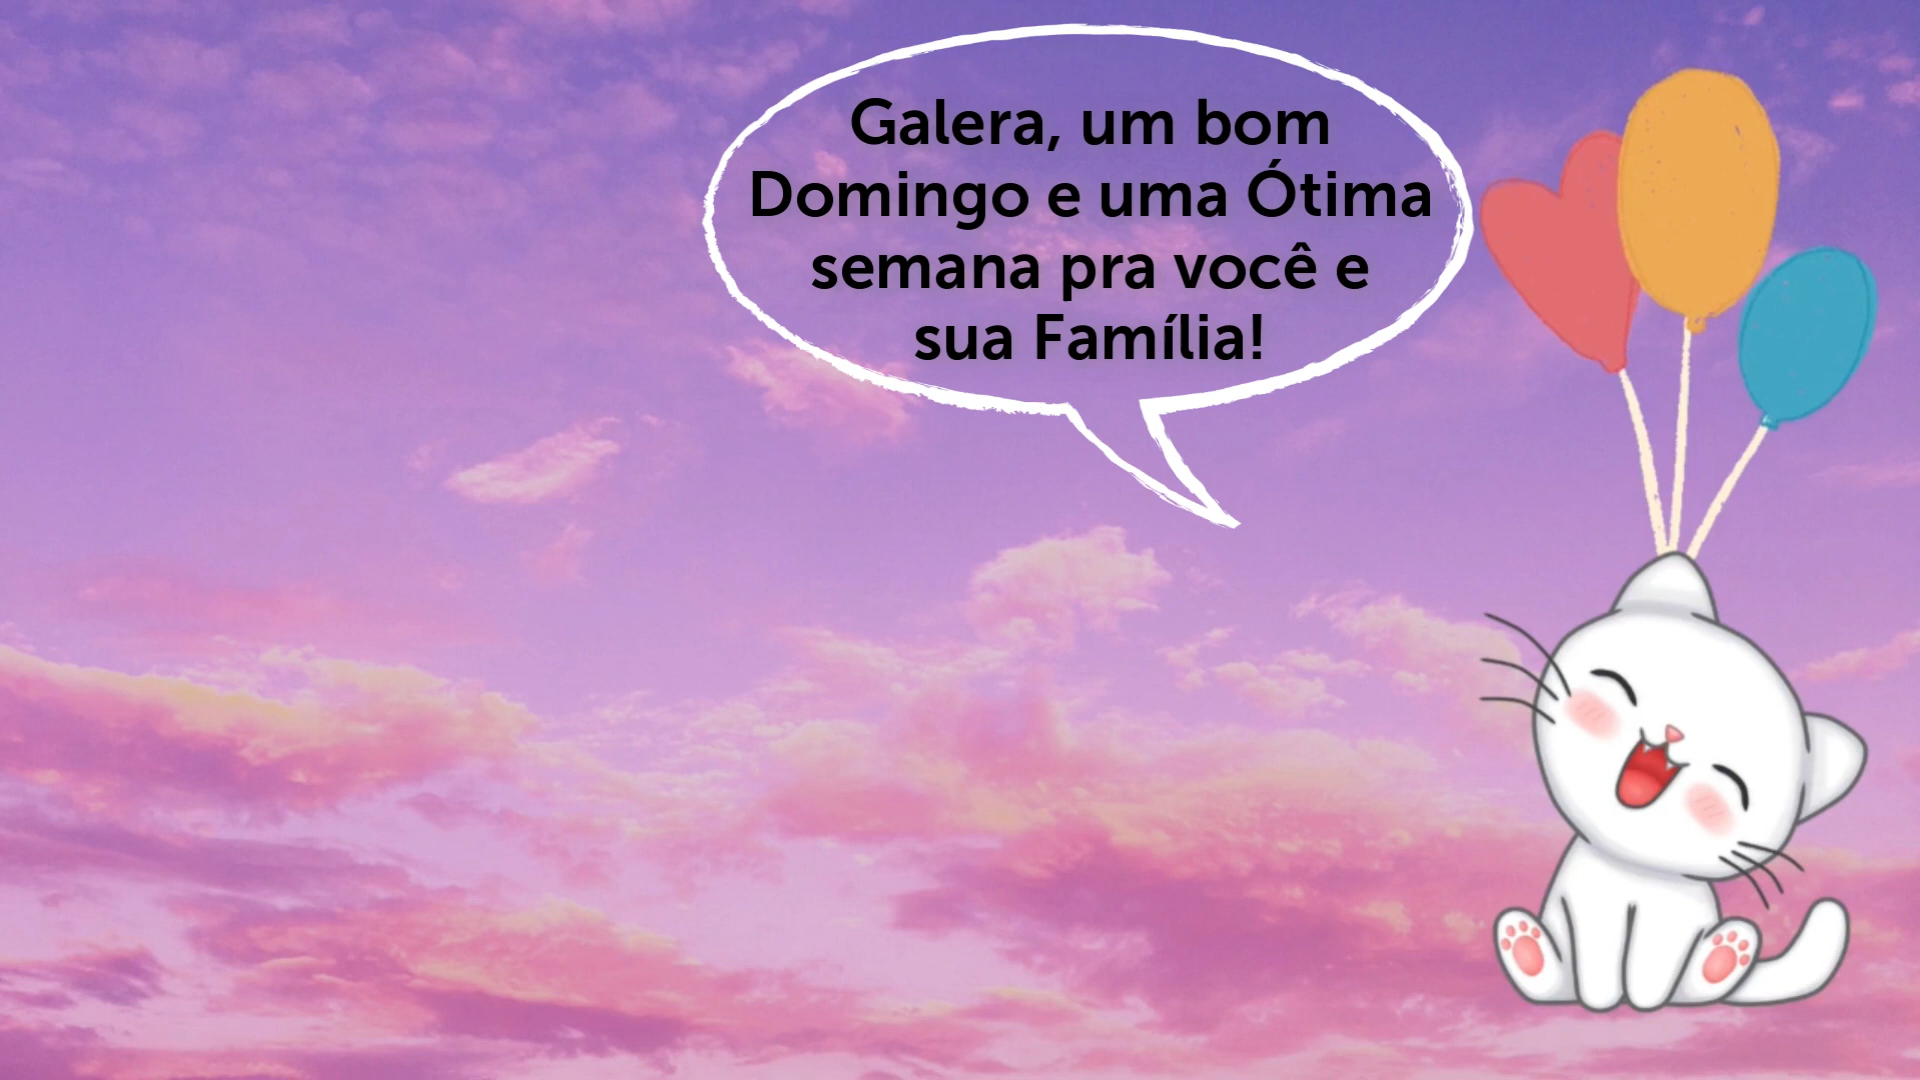 Galera, um bom
Domingo e uma Ótima
semana pra você e
sua Família!